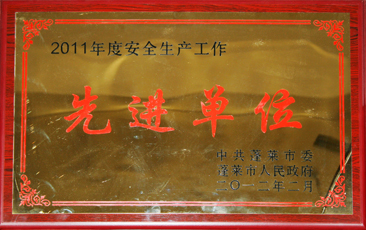 2011年度安全生产工作
先进单位
中共蓬莱市委
蓬莱市人民政府
二〇一二年二月